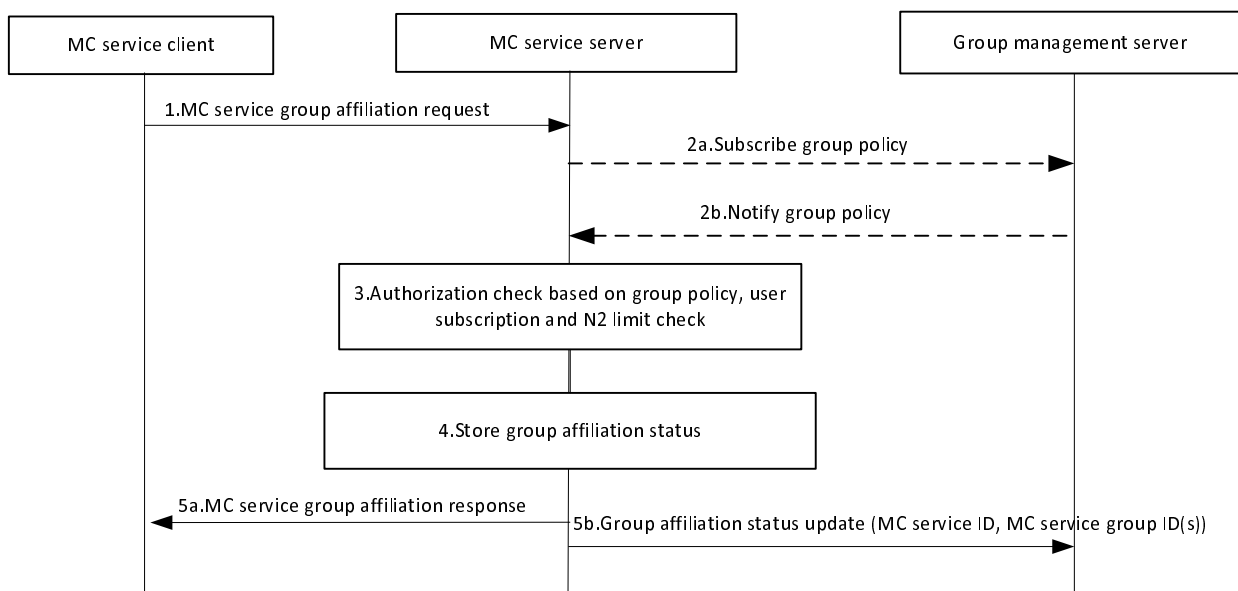 MC service client
MC service server
Group management server
1.MC service group affiliation request
2a.Subscribe group policy
2b.Notify group policy
3.Authorization check based on group policy, user
subscription and N2 limit check
4.Store group affiliation status
5a.MC service group affiliation response
5b.Group affiliation status update (MC service ID, MC service group ID(s))